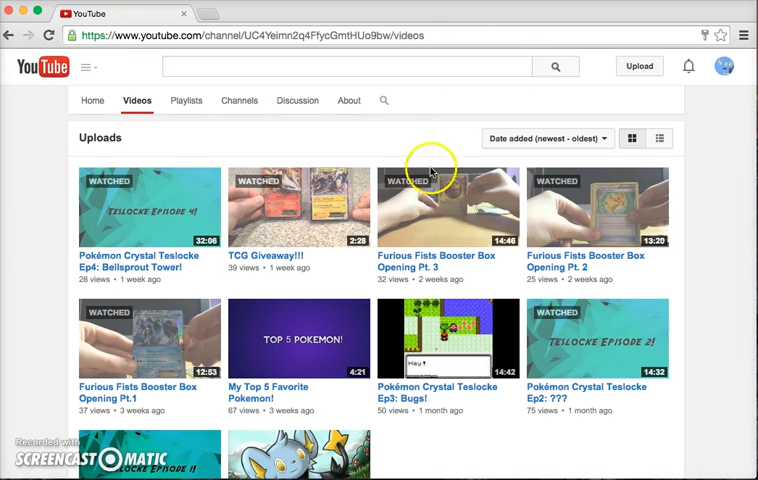 YouTube
https://www.youtube.com/channel/UC4Yeimn2q4FfycGmtHUo9bw/videos
YouTube
Upload
Home Videos Playlists Channels Discussion About
Uploads
Date added (newest - oldest)
WATCHED
TESLOCKE EPISODE 4!
32:06
WATCHED
2:28
WATCHED
14:46
WATCHED
13:20
Pokémon Crystal Teslocke
Ep4: Bellsprout Tower!
28 views • 1 week ago
TCG Giveaway!!!
39 views • 1 week ago
Furious Fists Booster Box
Opening Pt. 3
32 views • 2 weeks ago
Furious Fists Booster Box
Opening Pt. 2
25 views • 2 weeks ago
WATCHED
12:53
TOP 5 POKEMON!
4:21
Hey!
14:42
WATCHED
TESLOCKE EPISODE 2!
14:32
Furious Fists Booster Box
Opening Pt.1
37 views • 3 weeks ago
My Top 5 Favorite
Pokemon!
67 views • 3 weeks ago
Pokémon Crystal Teslocke
Ep3: Bugs!
50 views • 1 month ago
Pokémon Crystal Teslocke
Ep2: ???
75 views • 1 month ago
TESLOCKE EPISODE 1!
Recorded with
SCREENCAST MATIC